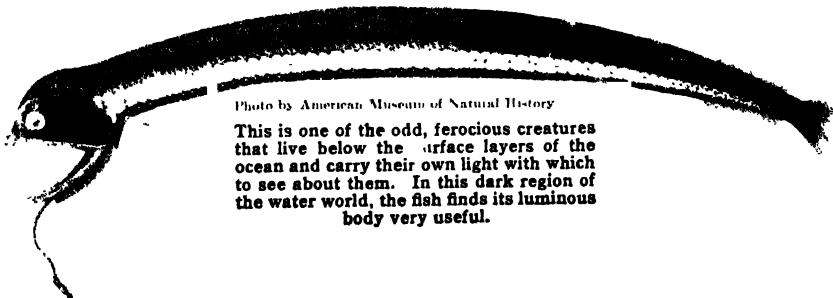 Photo by American Museum of Natural History
This is one of the odd, ferocious creatures
that live below the urface layers of the
ocean and carry their own light with which
to see about them. In this dark region of
the water world, the fish finds its luminous
body very useful.